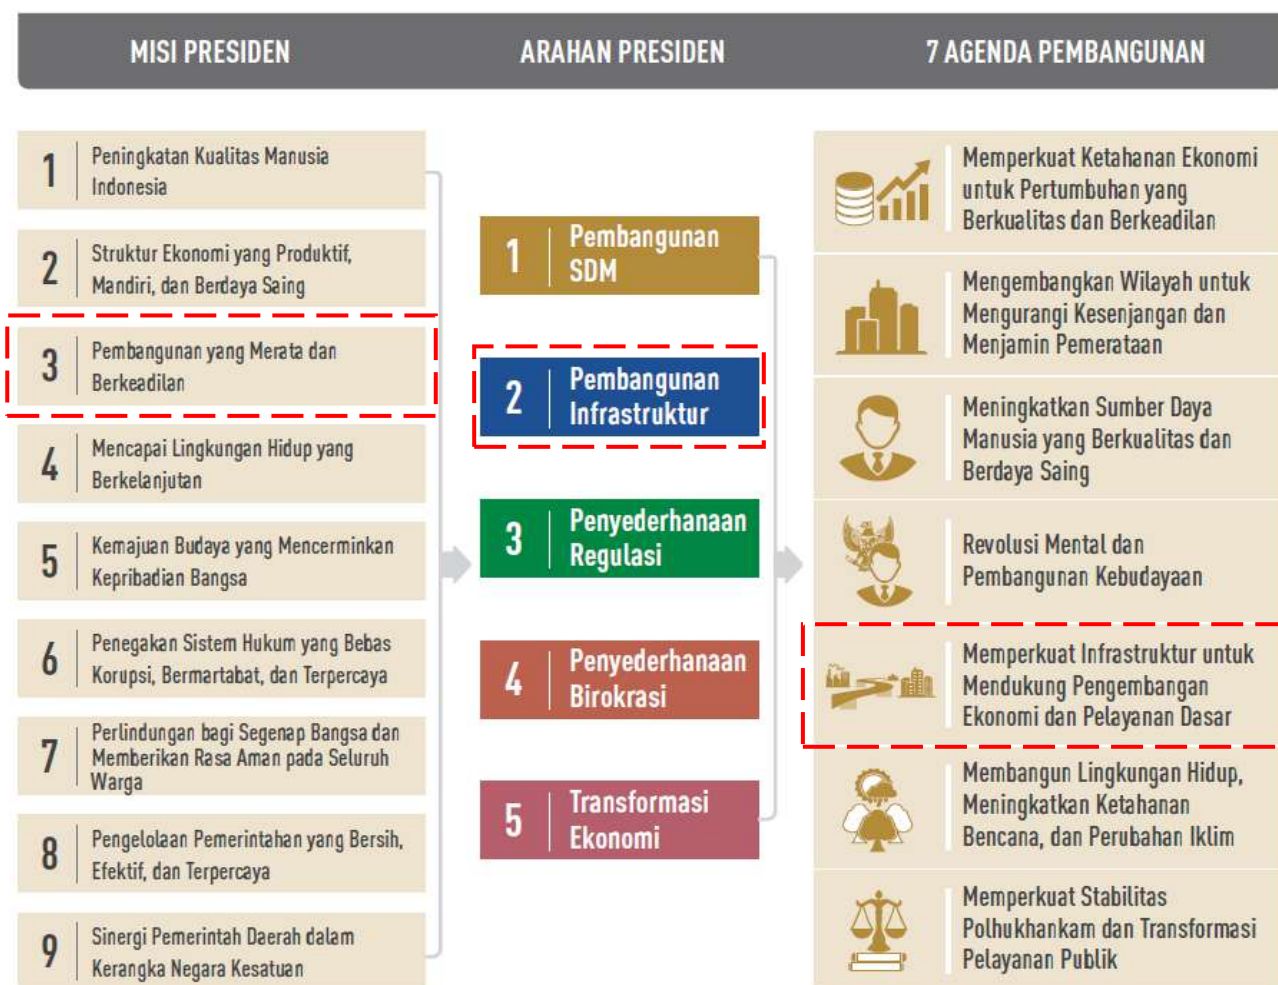 MISI PRESIDEN
ARAHAN PRESIDEN
7 AGENDA PEMBANGUNAN
1
Peningkatan Kualitas Manusia
Indonesia
2
Struktur Ekonomi yang Produktif,
Mandiri, dan Berdaya Saing
3
Pembangunan yang Merata dan
Berkeadilan
4
Mencapai Lingkungan Hidup yang
Berkelanjutan
5
Kemajuan Budaya yang Mencerminkan
Kepribadian Bangsa
6
Penegakan Sistem Hukum yang Bebas
Korupsi, Bermartabat, dan Terpercaya
7
Perlindungan bagi Segenap Bangsa dan
Memberikan Rasa Aman pada Seluruh
Warga
8
Pengelolaan Pemerintahan yang Bersih,
Efektif, dan Terpercaya
9
Sinergi Pemerintah Daerah dalam
Kerangka Negara Kesatuan
1
Pembangunan
SDM
2
Pembangunan
Infrastruktur
3
Penyederhanaan
Regulasi
4
Penyederhanaan
Birokrasi
5
Transformasi
Ekonomi
Memperkuat Ketahanan Ekonomi
untuk Pertumbuhan yang
Berkualitas dan Berkeadilan
Mengembangkan Wilayah untuk
Mengurangi Kesenjangan dan
Menjamin Pemerataan
Meningkatkan Sumber Daya
Manusia yang Berkualitas dan
Berdaya Saing
Revolusi Mental dan
Pembangunan Kebudayaan
Memperkuat Infrastruktur untuk
Mendukung Pengembangan
Ekonomi dan Pelayanan Dasar
Membangun Lingkungan Hidup,
Meningkatkan Ketahanan
Bencana, dan Perubahan Iklim
Memperkuat Stabilitas
Polhukhankam dan Transformasi
Pelayanan Publik